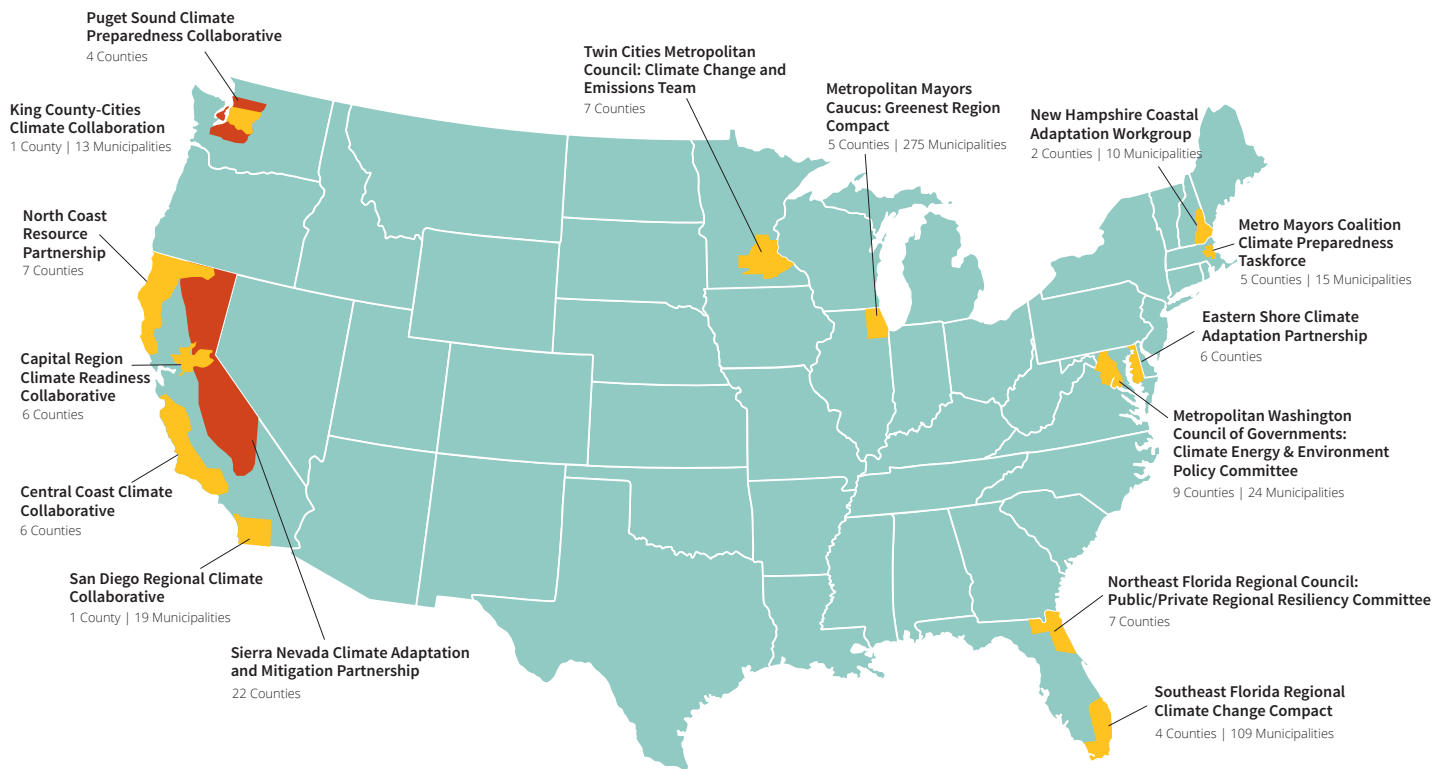 Puget Sound Climate
Preparedness Collaborative
4 Counties
King County-Cities
Climate Collaboration
1 County | 13 Municipalities
North Coast
Resource
Partnership
7 Counties
Capital Region
Climate Readiness
Collaborative
6 Counties
Central Coast Climate
Collaborative
6 Counties
San Diego Regional Climate
Collaborative
1 County | 19 Municipalities
Sierra Nevada Climate Adaptation
and Mitigation Partnership
22 Counties
Twin Cities Metropolitan
Council: Climate Change and
Emissions Team
7 Counties
Metropolitan Mayors
Caucus: Greenest Region
Compact
5 Counties | 275 Municipalities
New Hampshire Coastal
Adaptation Workgroup
2 Counties | 10 Municipalities
Metro Mayors Coalition
Climate Preparedness
Taskforce
5 Counties | 15 Municipalities
Eastern Shore Climate
Adaptation Partnership
6 Counties
Metropolitan Washington
Council of Governments:
Climate Energy & Environment
Policy Committee
9 Counties | 24 Municipalities
Northeast Florida Regional Council:
Public/Private Regional Resiliency Committee
7 Counties
Southeast Florida Regional
Climate Change Compact
4 Counties | 109 Municipalities